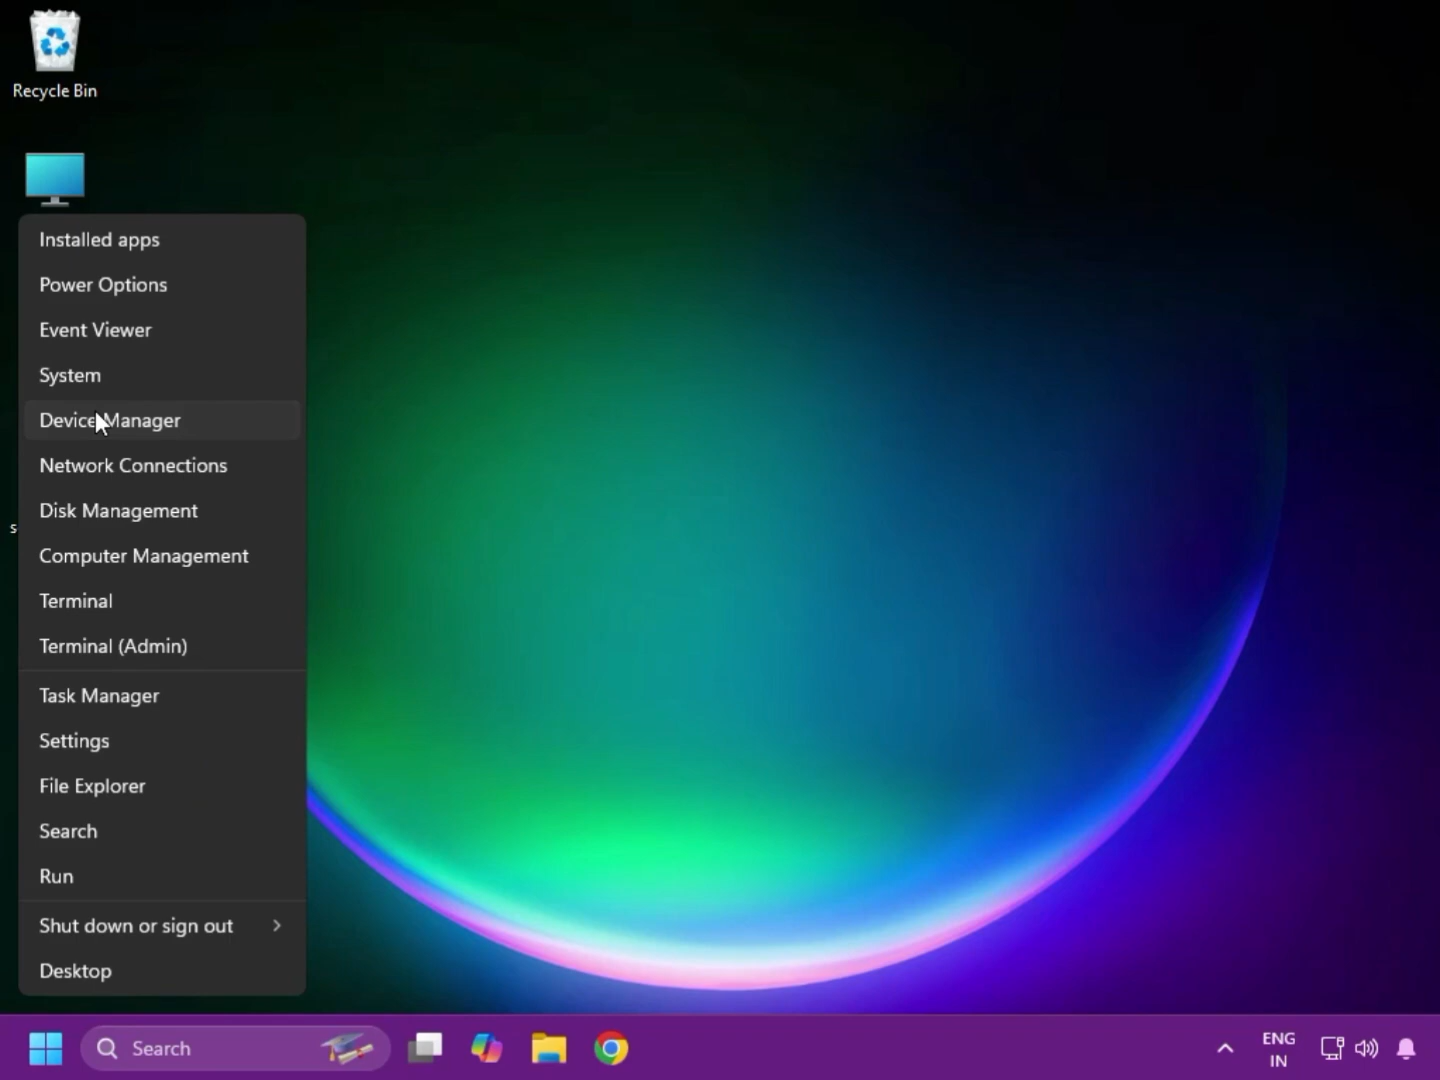 Recycle Bin
Installed apps
Power Options
Event Viewer
System
Device Manager
Network Connections
Disk Management
Computer Management
Terminal
Terminal (Admin)
Task Manager
Settings
File Explorer
Search
Run
Shut down or sign out
Desktop
Search
ENG
IN